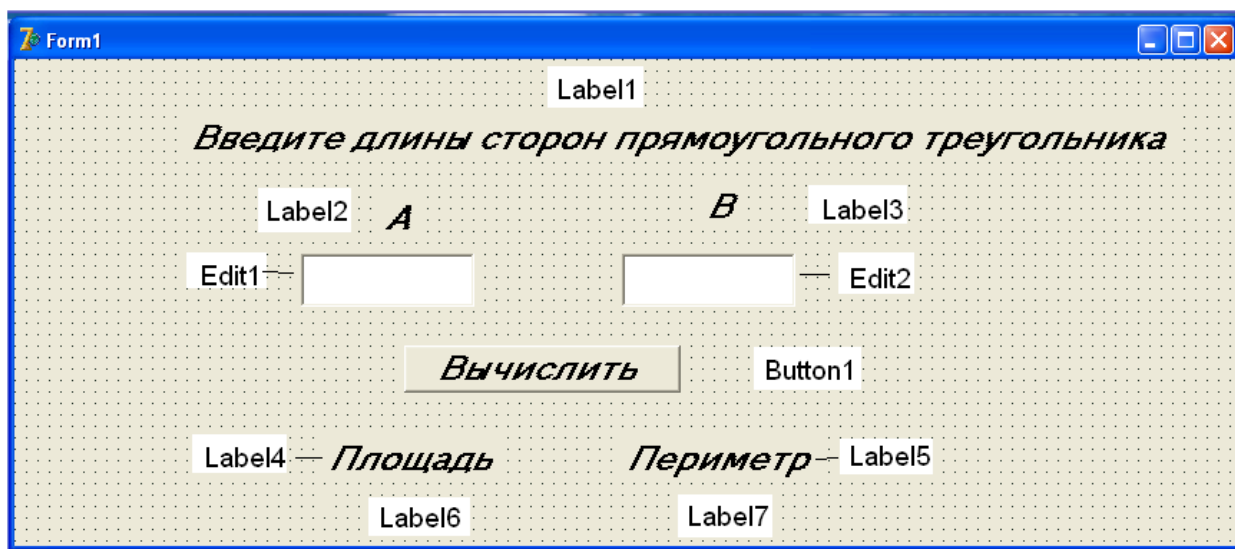 Form1
Label1
Введите длины сторон прямоугольного треугольника
Label2 A B Label3
Edit1 Edit2
Вычислить Button1
Label4 Площадь Периметр Label5
Label6 Label7